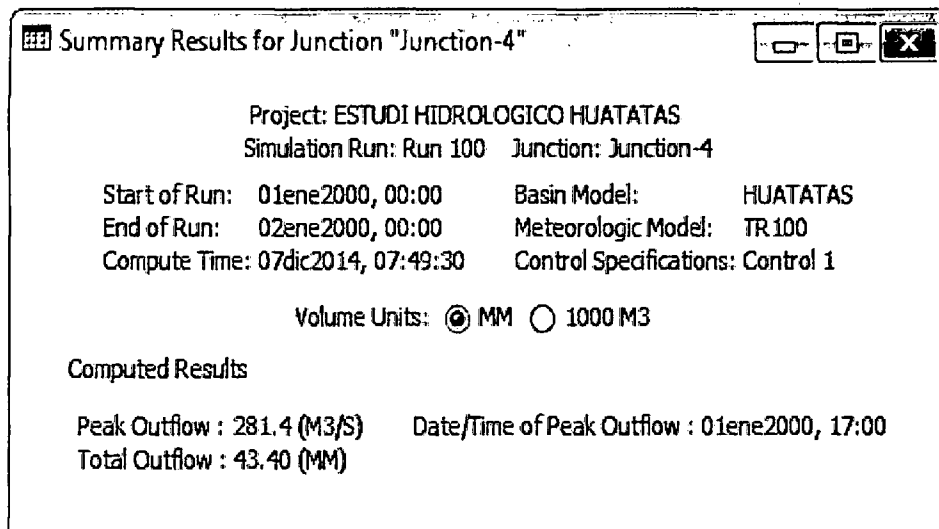 Summary Results for Junction "Junction-4"
Project: ESTUDI HIDROLOGICO HUATATAS
Simulation Run: Run 100 Junction: Junction-4
Start of Run: 01ene2000, 00:00 Basin Model: HUATATAS
End of Run: 02ene2000, 00:00 Meteorologic Model: TR100
Compute Time: 07dic2014, 07:49:30 Control Specifications: Control 1
Volume Units: MM 1000 M3
Computed Results
Peak Outflow : 281.4 (M3/S) Date/Time of Peak Outflow : 01ene2000, 17:00
Total Outflow : 43.40 (MM)